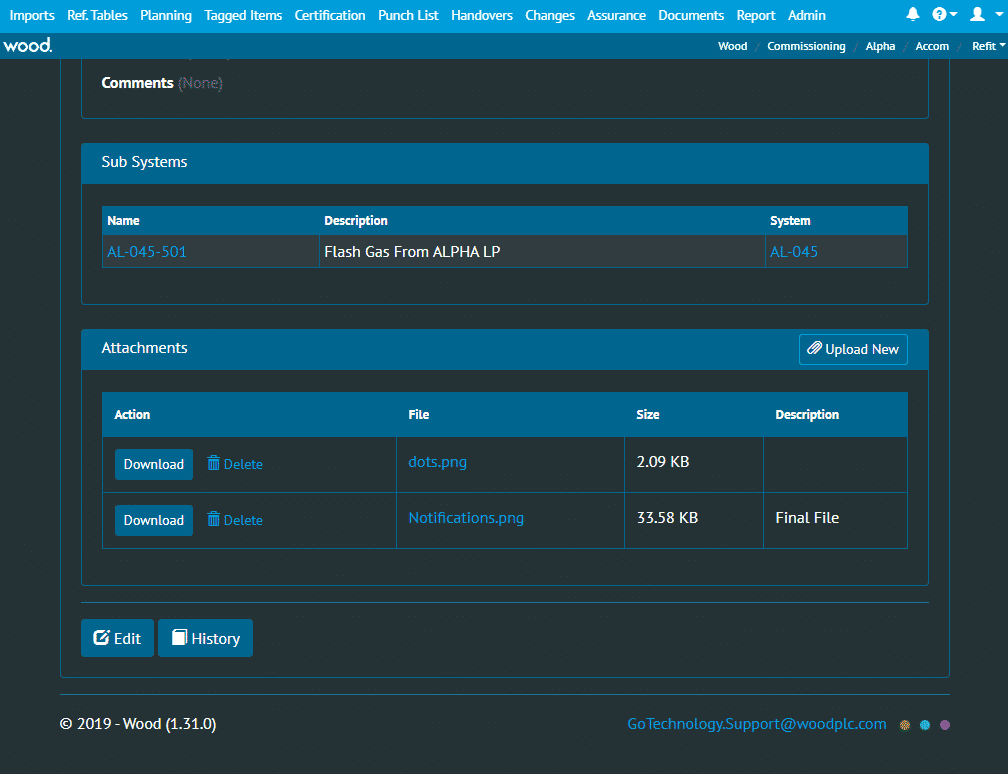 Imports Ref. Tables Planning Tagged Items Certification Punch List Handovers Changes Assurance Documents Report Admin
wood. Wood / Commissioning / Alpha / Accom / Refit
Comments (None)
Sub Systems
Name Description System
AL-045-501 Flash Gas From ALPHA LP AL-045
Attachments Upload New
Action File Size Description
Download Delete dots.png 2.09 KB
Download Delete Notifications.png 33.58 KB Final File
Edit History
© 2019 - Wood (1.31.0) GoTechnology.Support@woodplc.com